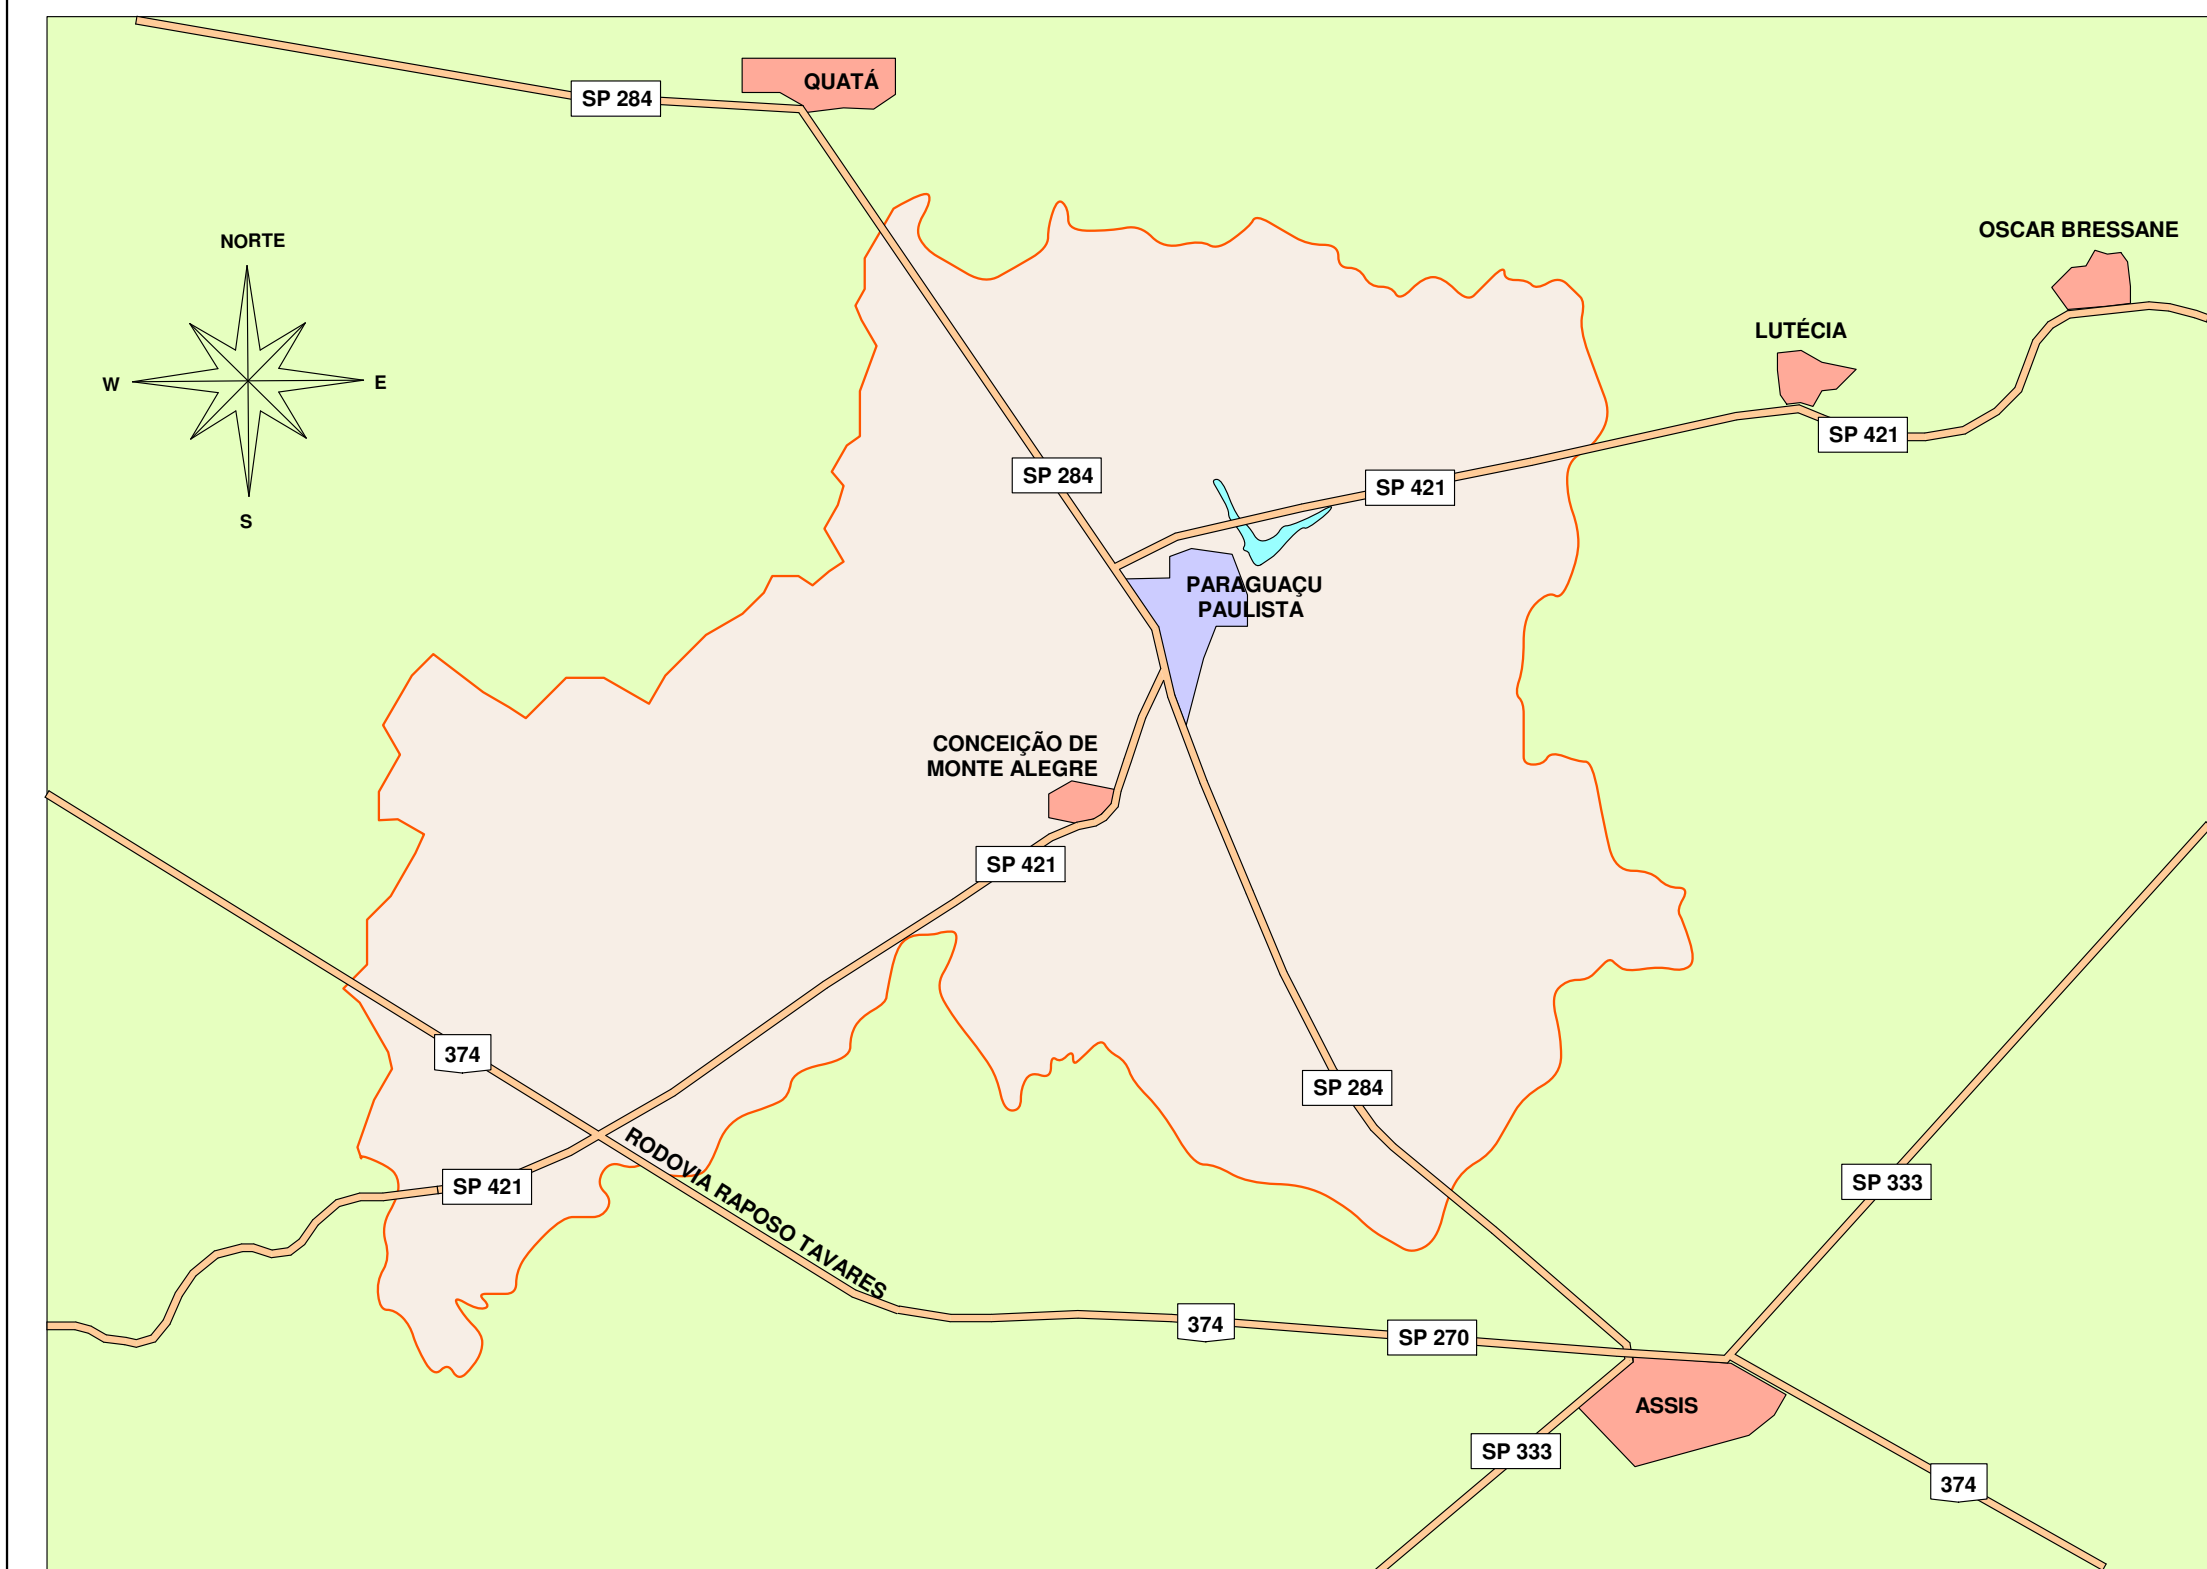 QUATÁ
SP 284
OSCAR BRESSANE
NORTE
LUTÉCIA
W
E
SP 421
SP 284
SP 421
S
PARAGUAÇU
PAULISTA
CONCEIÇÃO DE
MONTE ALEGRE
SP 421
374
SP 284
RODOVIA RAPOSO TAVARES
SP 333
SP 421
374
SP 270
ASSIS
SP 333
374